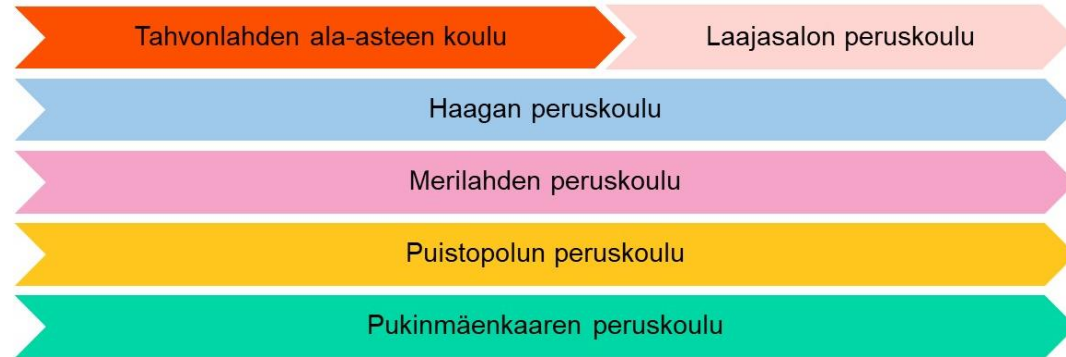 Tahvonlahden ala-asteen koulu
Laajasalon peruskoulu
Haagan peruskoulu
Merilahden peruskoulu
Puistopolun peruskoulu
Pukinmäenkaaren peruskoulu